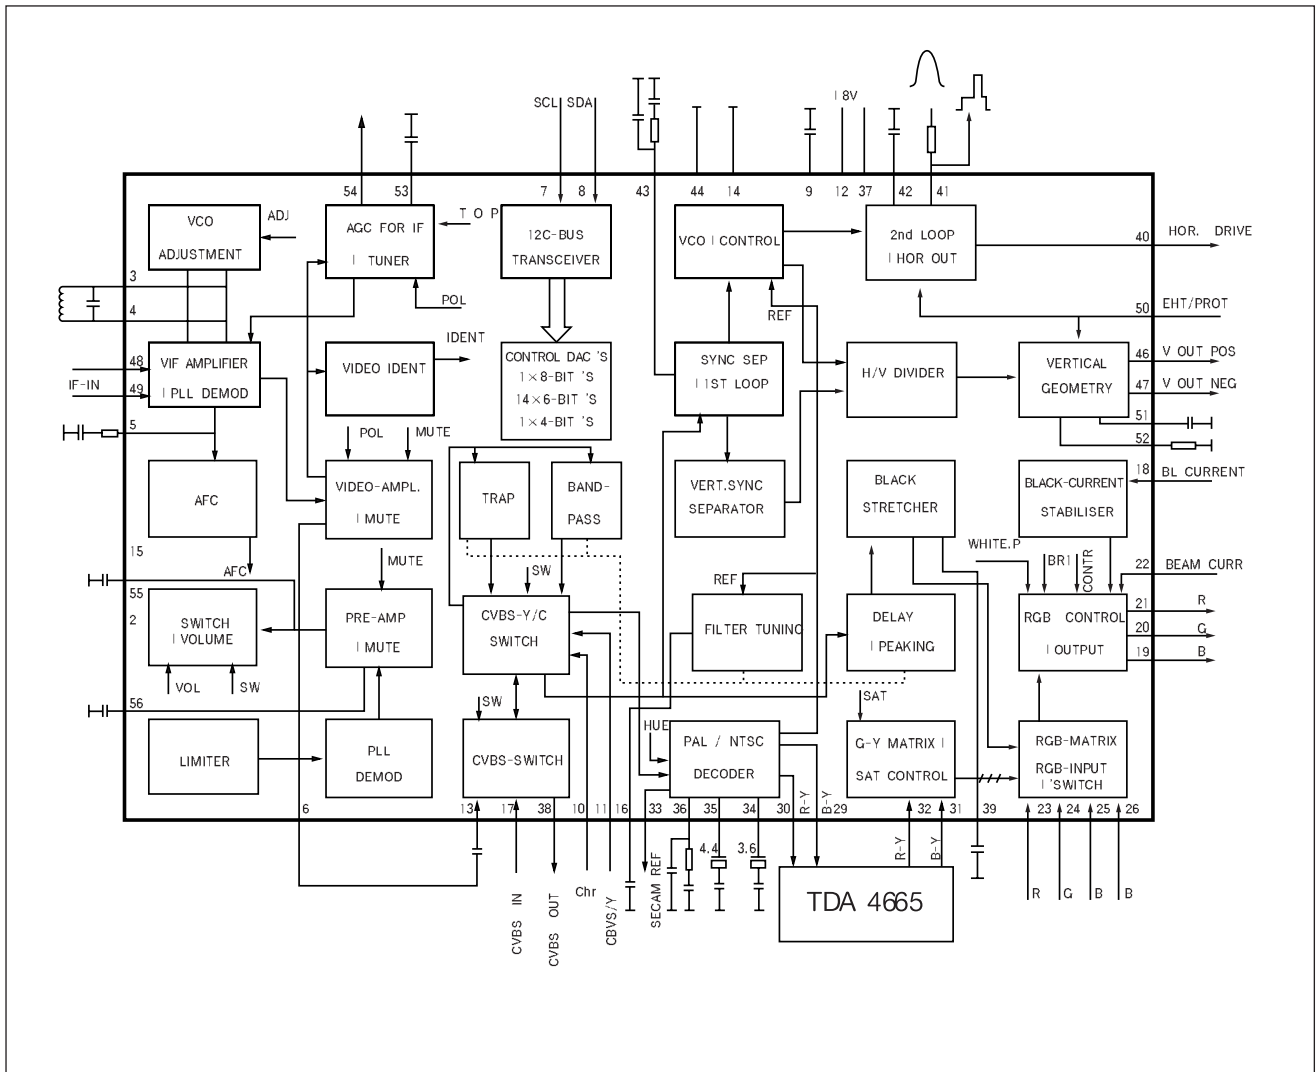 SCL SDA
I 8V
54 53 7 8 43 44 14 9 12 37 42 41
VCO
ADJUSTMENT
ADJ
AGC FOR IF
I TUNER
T O P
POL
12C-BUS
TRANSCEIVER
VCO I CONTROL
REF
2nd LOOP
I HOR OUT
40 HOR. DRIVE
3
4
50 EHT/PROT
48
IF-IN
49
5
VIF AMPLIFIER
I PLL DEMOD
VIDEO IDENT
IDENT
CONTROL DAC 'S
1×8-BIT 'S
14×6-BIT 'S
1×4-BIT 'S
SYNC SEP
I 1ST LOOP
H/V DIVIDER
VERTICAL
GEOMETRY
46 V OUT POS
47 V OUT NEG
51
52
POL MUTE
AFC
VIDEO-AMPL.
I MUTE
TRAP
BAND-
PASS
VERT.SYNC
SEPARATOR
BLACK
STRETCHER
BLACK-CURRENT
STABILISER
18 BL CURRENT
15
AFC
MUTE
SW
REF
WHITE.P
BR1
CONTR
22 BEAM CURR
55
2
SWITCH
I VOLUME
VOL SW
PRE-AMP
I MUTE
CVBS-Y/C
SWITCH
FILTER TUNING
DELAY
I PEAKING
RGB CONTROL
I OUTPUT
21 R
20 G
19 B
56
SW
HUE
SAT
LIMITER
PLL
DEMOD
CVBS-SWITCH
PAL / NTSC
DECODER
G-Y MATRIX I
SAT CONTROL
RGB-MATRIX
RGB-INPUT
I 'SWITCH
6 13 17 38 10 11 16 33 36 35 34 30 R-Y B-Y 29 32 31 39 23 24 25 26
4.4 3.6
R-Y B-Y
CVBS IN
CVBS OUT
Chr
CBVS/Y
SECAM REF
TDA 4665
R G B B